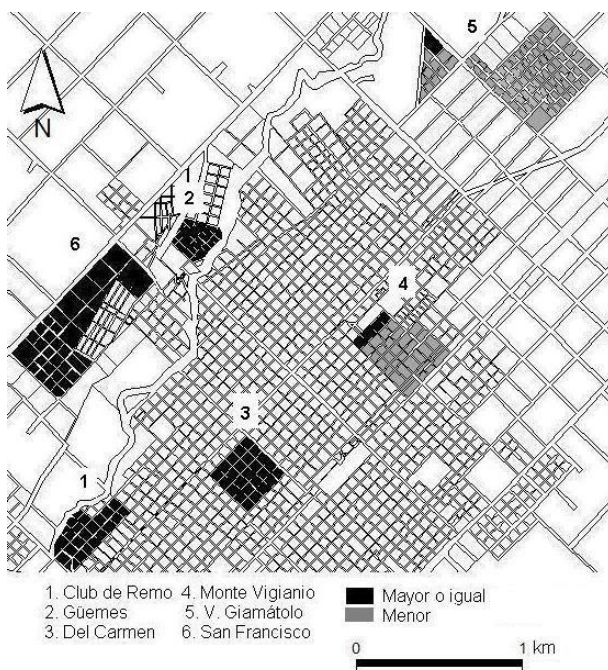 5
N
2
6
4
3
1
1. Club de Remo 4. Monte Vigianio
2. Güemes 5. V. Giamátolo
3. Del Carmen 6. San Francisco
Mayor o igual
Menor
0 1 km